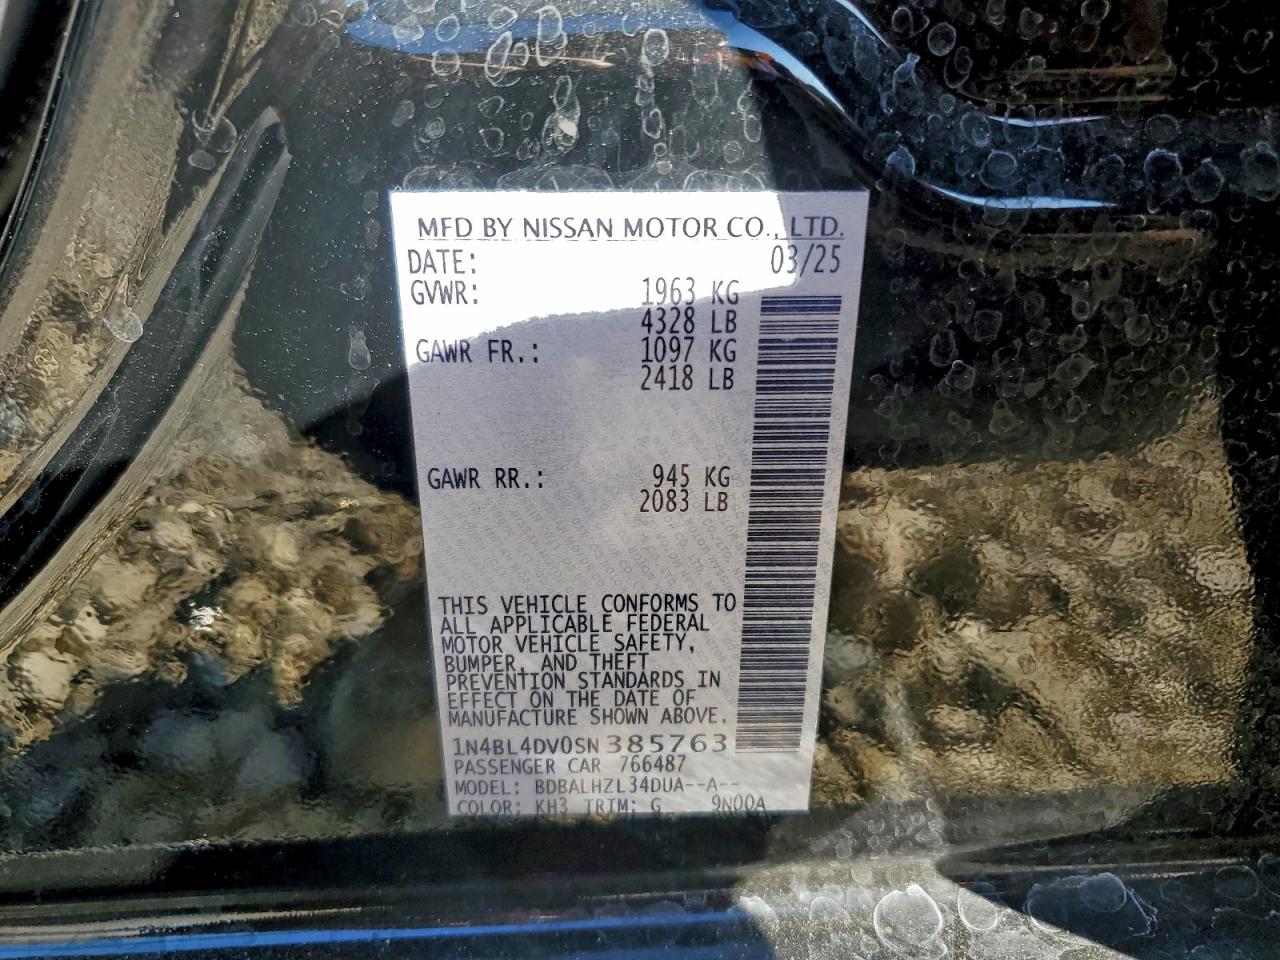 MFD BY NISSAN MOTOR CO., LTD.
DATE: 03/25
GVWR: 1963 KG
4328 LB
GAWR FR.: 1097 KG
2418 LB
GAWR RR.: 945 KG
2083 LB
THIS VEHICLE CONFORMS TO
ALL APPLICABLE FEDERAL
MOTOR VEHICLE SAFETY,
BUMPER, AND THEFT
PREVENTION STANDARDS IN
EFFECT ON THE DATE OF
MANUFACTURE SHOWN ABOVE.
1N4BL4DV0SN385763
PASSENGER CAR 766487
MODEL: BDBALHZL34DUA--A--
COLOR: KH3 TRIM: G 9N00A